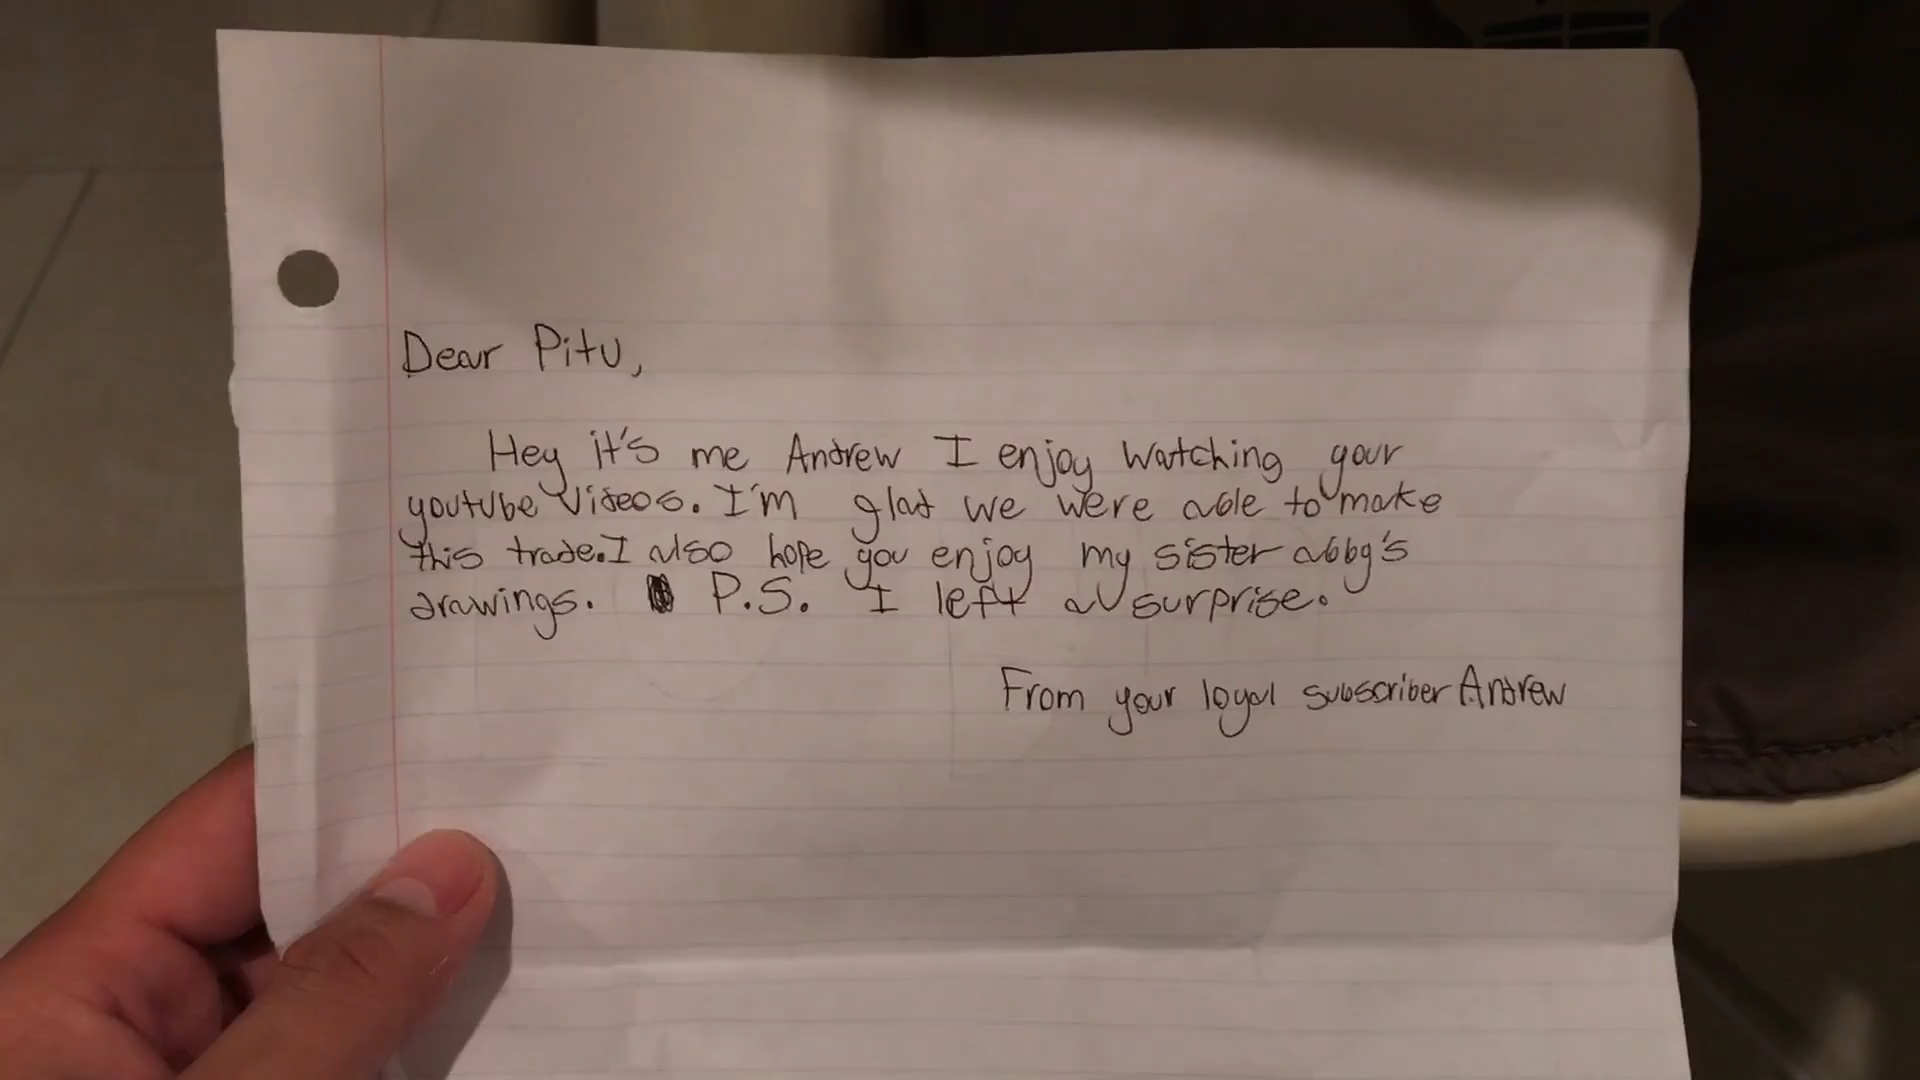 Dear Pitu,
Hey it's me Andrew I enjoy watching your
youtube Videos. I'm glad we were able to make
this trade. I also hope you enjoy my sister abby's
drawings. P.S. I left a surprise.
From your loyal subscriber Andrew